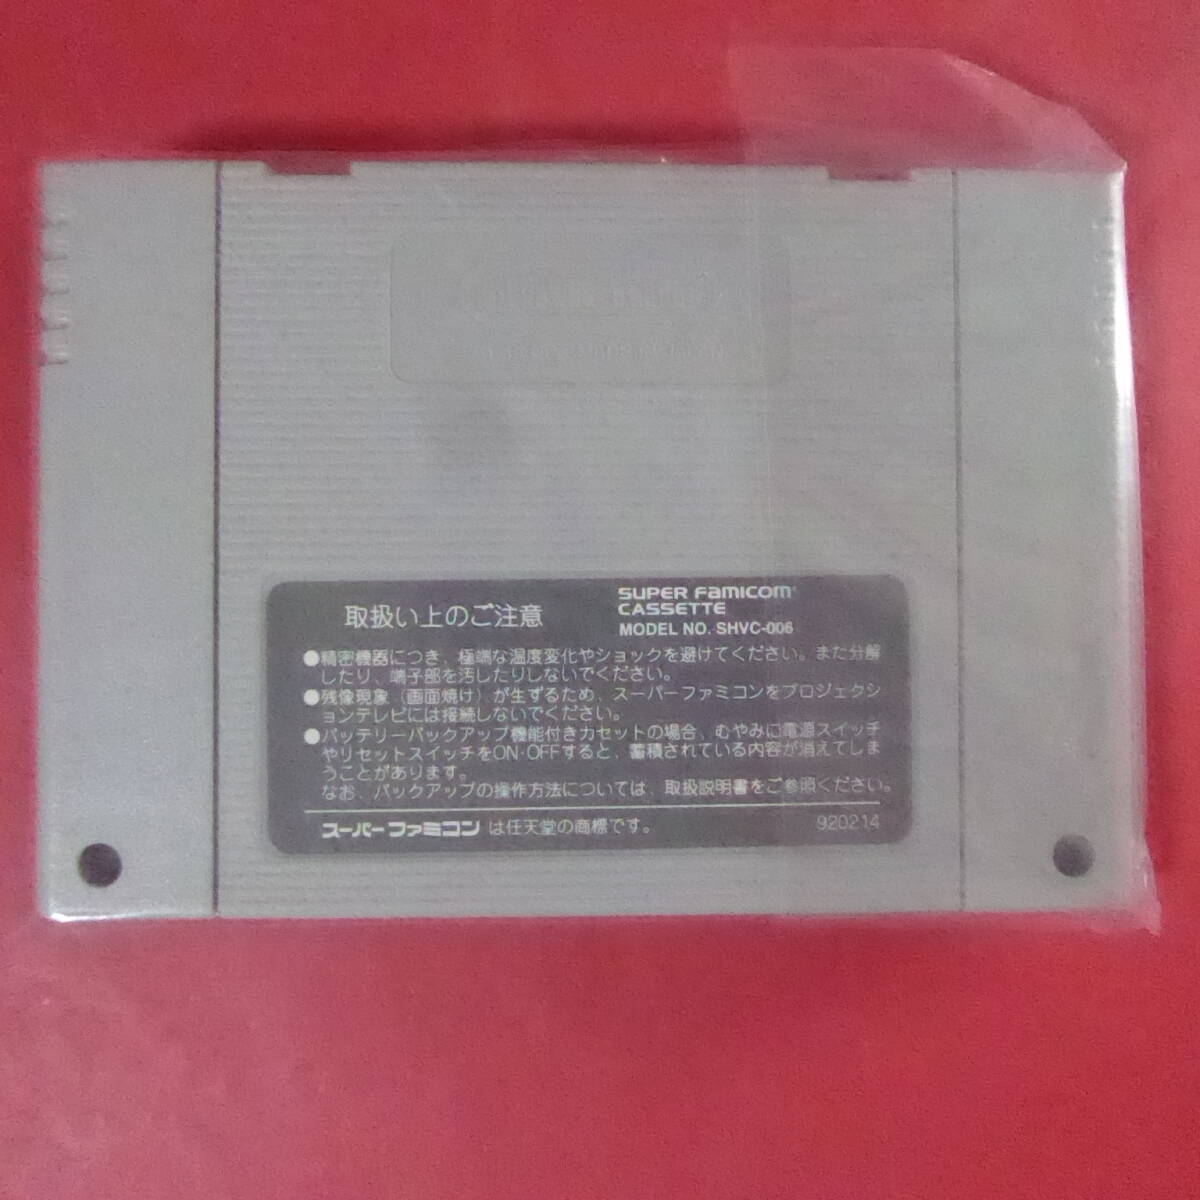 取扱い上のご注意
SUPER FAMICOM
CASSETTE
MODEL NO. SHVC-006
●精密機器につき、極端な温度変化やショックを避けてください。また分解
したり、端子部を汚したりしないでください。
●残像現象（画面焼け）が生ずるため、スーパーファミコンをプロジェクシ
ョンテレビには接続しないでください。
●バッテリーバックアップ機能付きカセットの場合、むやみに電源スイッチ
やリセットスイッチをON・OFFすると、蓄積されている内容が消えてしま
うことがあります。
なお、バックアップの操作方法については、取扱説明書をご参照ください。
スーパーファミコンは任天堂の商標です。
920214